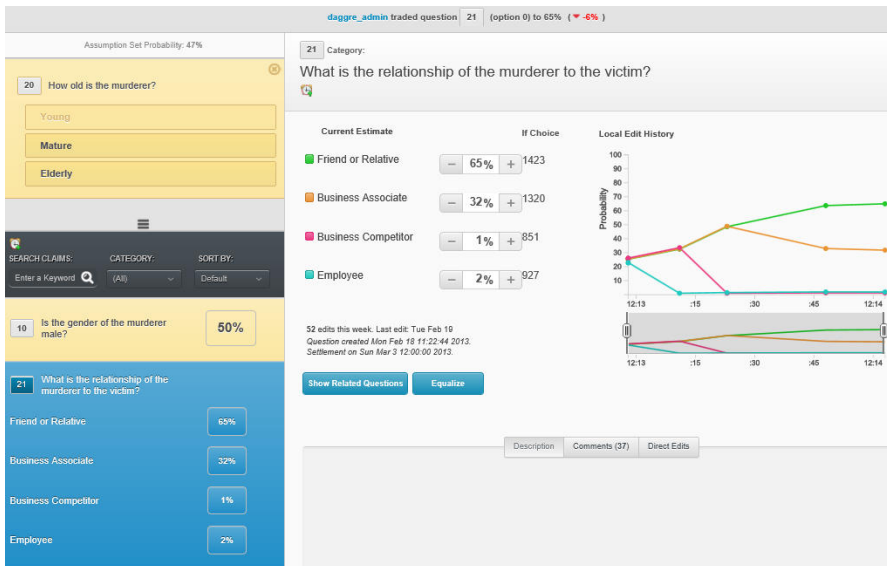 daggre_admin traded question 21 (option 0) to 65% (▼-6% )
Assumption Set Probability: 47%
20 How old is the murderer?
Young
Mature
Elderly
SEARCH CLAIMS: CATEGORY: SORT BY:
Enter a Keyword (All) Default
10 Is the gender of the murderer
male?
50%
21 What is the relationship of the
murderer to the victim?
Friend or Relative 65%
Business Associate 32%
Business Competitor 1%
Employee 2%
21 Category:
What is the relationship of the murderer to the victim?
Current Estimate If Choice
Friend or Relative − 65% + 1423
Business Associate − 32% + 1320
Business Competitor − 1% + 851
Employee − 2% + 927
52 edits this week. Last edit: Tue Feb 19
Question created Mon Feb 18 11:22:44 2013.
Settlement on Sun Mar 3 12:00:00 2013.
Show Related Questions Equalize
Local Edit History
Probability
100
90
80
70
60
50
40
30
20
10
12:13 :15 :30 :45 12:14
12:13 :15 :30 :45 12:14
Description Comments (37) Direct Edits